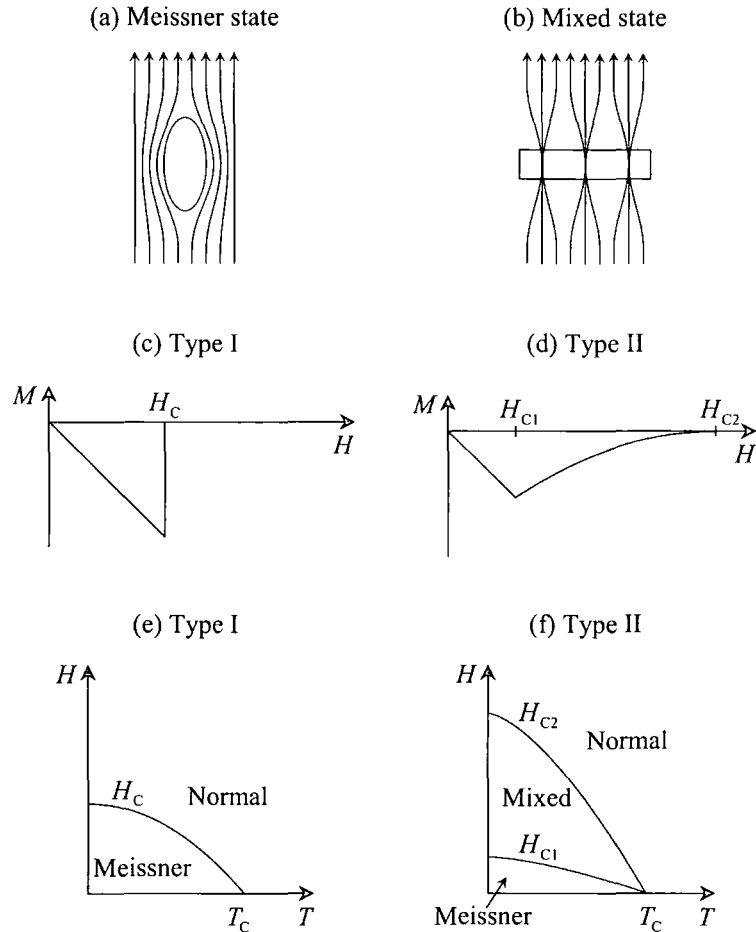 (a) Meissner state
(b) Mixed state
(c) Type I
(d) Type II
M
H_C
H
M
H_C1
H_C2
H
(e) Type I
(f) Type II
H
H_C
Normal
Meissner
T_C
T
H
H_C2
Normal
Mixed
H_C1
Meissner
T_C
T